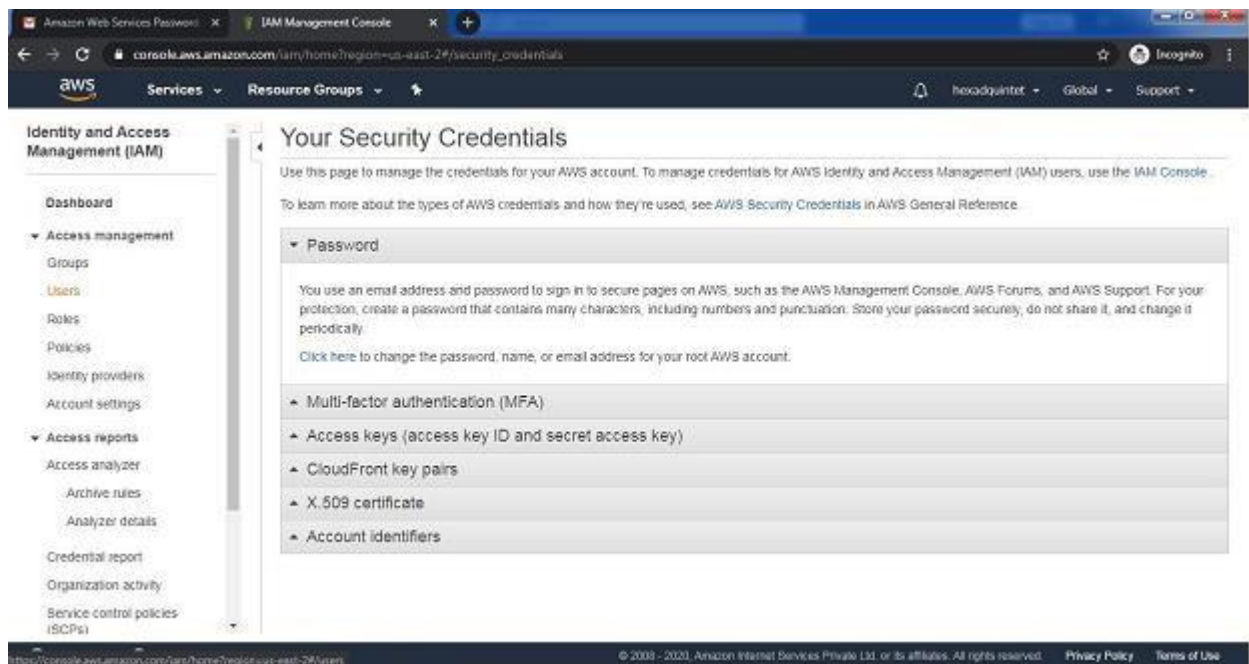 Amazon Web Services Password
IAM Management Console
console.aws.amazon.com/iam/home?region=us-east-2#/security_credentials
Incognito
aws
Services
Resource Groups
hexadquintet
Global
Support
Identity and Access
Management (IAM)
Dashboard
Access management
Groups
Users
Roles
Policies
Identity providers
Account settings
Access reports
Access analyzer
Archive rules
Analyzer details
Credential report
Organization activity
Service control policies
(SCPs)
Your Security Credentials
Use this page to manage the credentials for your AWS account. To manage credentials for AWS Identity and Access Management (IAM) users, use the IAM Console .
To learn more about the types of AWS credentials and how they're used, see AWS Security Credentials in AWS General Reference.
Password
You use an email address and password to sign in to secure pages on AWS, such as the AWS Management Console, AWS Forums, and AWS Support. For your
protection, create a password that contains many characters, including numbers and punctuation. Store your password securely, do not share it, and change it
periodically.
Click here to change the password, name, or email address for your root AWS account.
Multi-factor authentication (MFA)
Access keys (access key ID and secret access key)
CloudFront key pairs
X.509 certificate
Account identifiers
https://console.aws.amazon.com/iam/home?region=us-east-2#/users
© 2008 - 2020, Amazon Internet Services Private Ltd. or its affiliates. All rights reserved.
Privacy Policy
Terms of Use